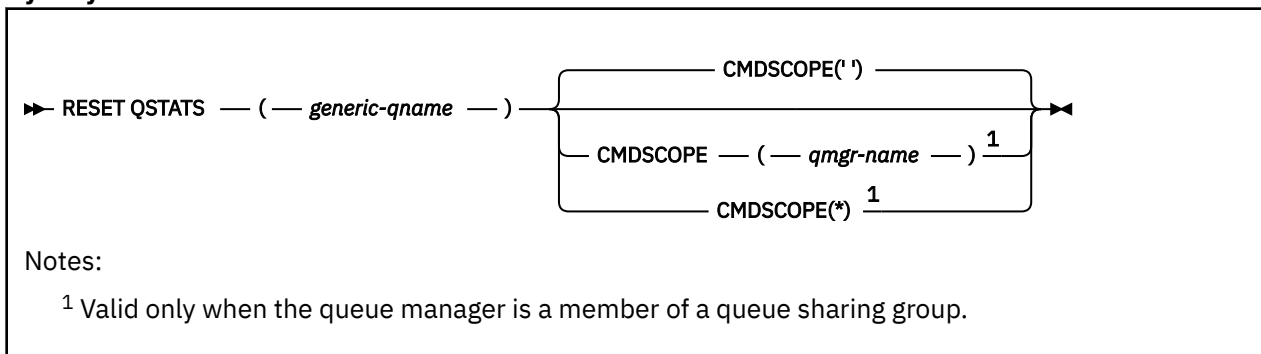 CMDSCOPE(' ')
RESET QSTATS ( generic-qname )
CMDSCOPE ( qmgr-name ) 1
CMDSCOPE(*) 1
Notes:
1 Valid only when the queue manager is a member of a queue sharing group.